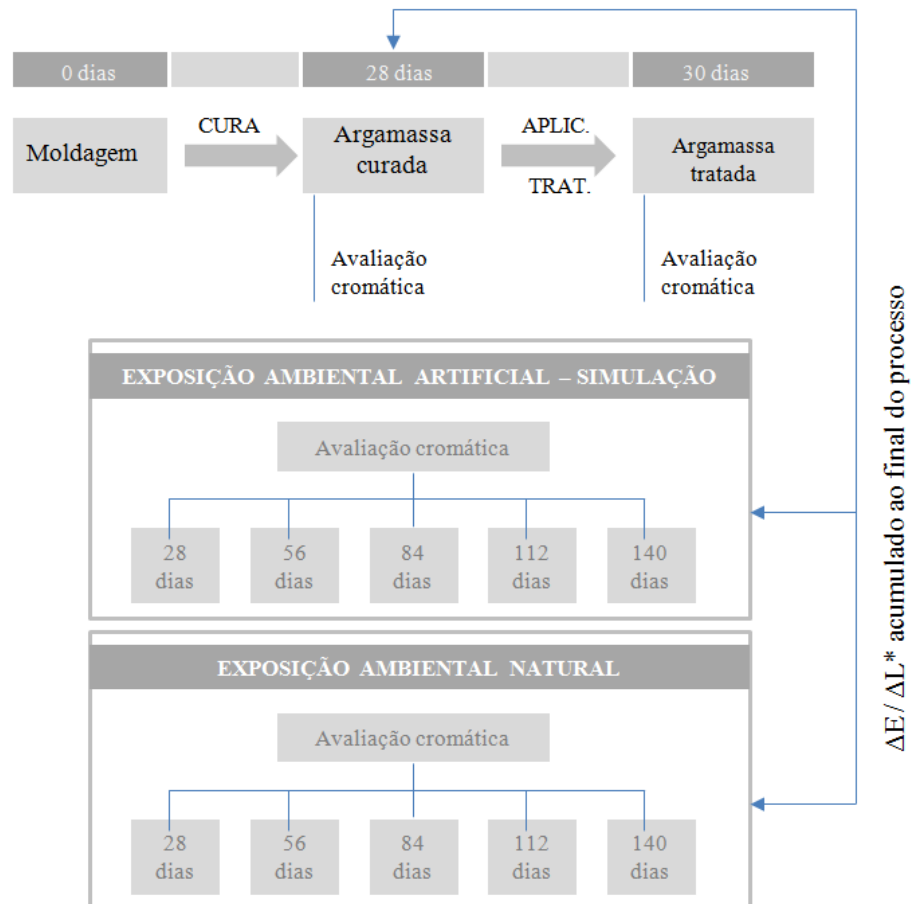 0 dias
28 dias
30 dias
Moldagem
CURA
Argamassa
curada
APLIC.
TRAT.
Argamassa
tratada
Avaliação
cromática
Avaliação
cromática
EXPOSIÇÃO AMBIENTAL ARTIFICIAL – SIMULAÇÃO
Avaliação cromática
28
dias
56
dias
84
dias
112
dias
140
dias
EXPOSIÇÃO AMBIENTAL NATURAL
Avaliação cromática
28
dias
56
dias
84
dias
112
dias
140
dias
ΔE / ΔL* acumulado ao final do processo